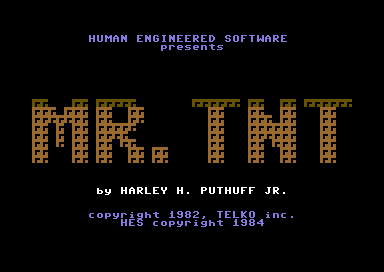 HUMAN ENGINEERED SOFTWARE
presents
MR. TNT
by HARLEY H. PUTHUFF JR.
copyright 1982, TELKO inc.
HES copyright 1984